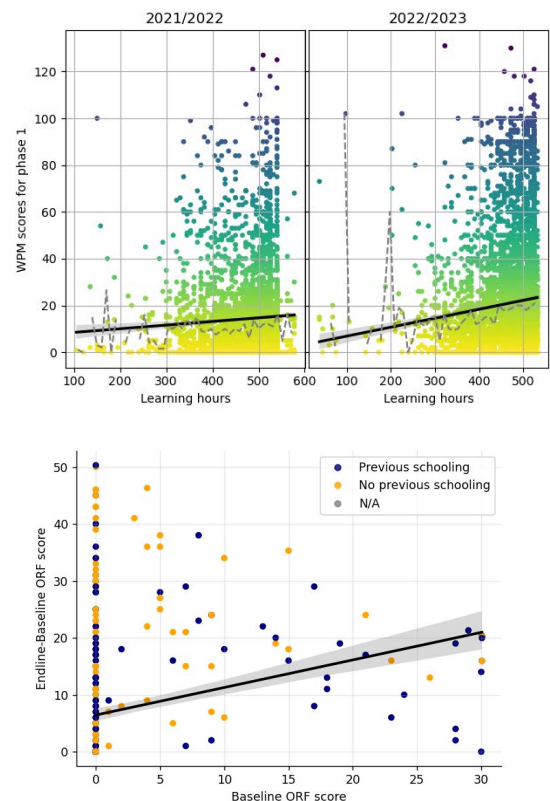 2021/2022
2022/2023
WPM scores for phase 1
120
100
80
60
40
20
0
100 200 300 400 500 600
100 200 300 400 500
Learning hours
Learning hours
Endline-Baseline ORF score
50
40
30
20
10
0
Previous schooling
No previous schooling
N/A
0 5 10 15 20 25 30
Baseline ORF score